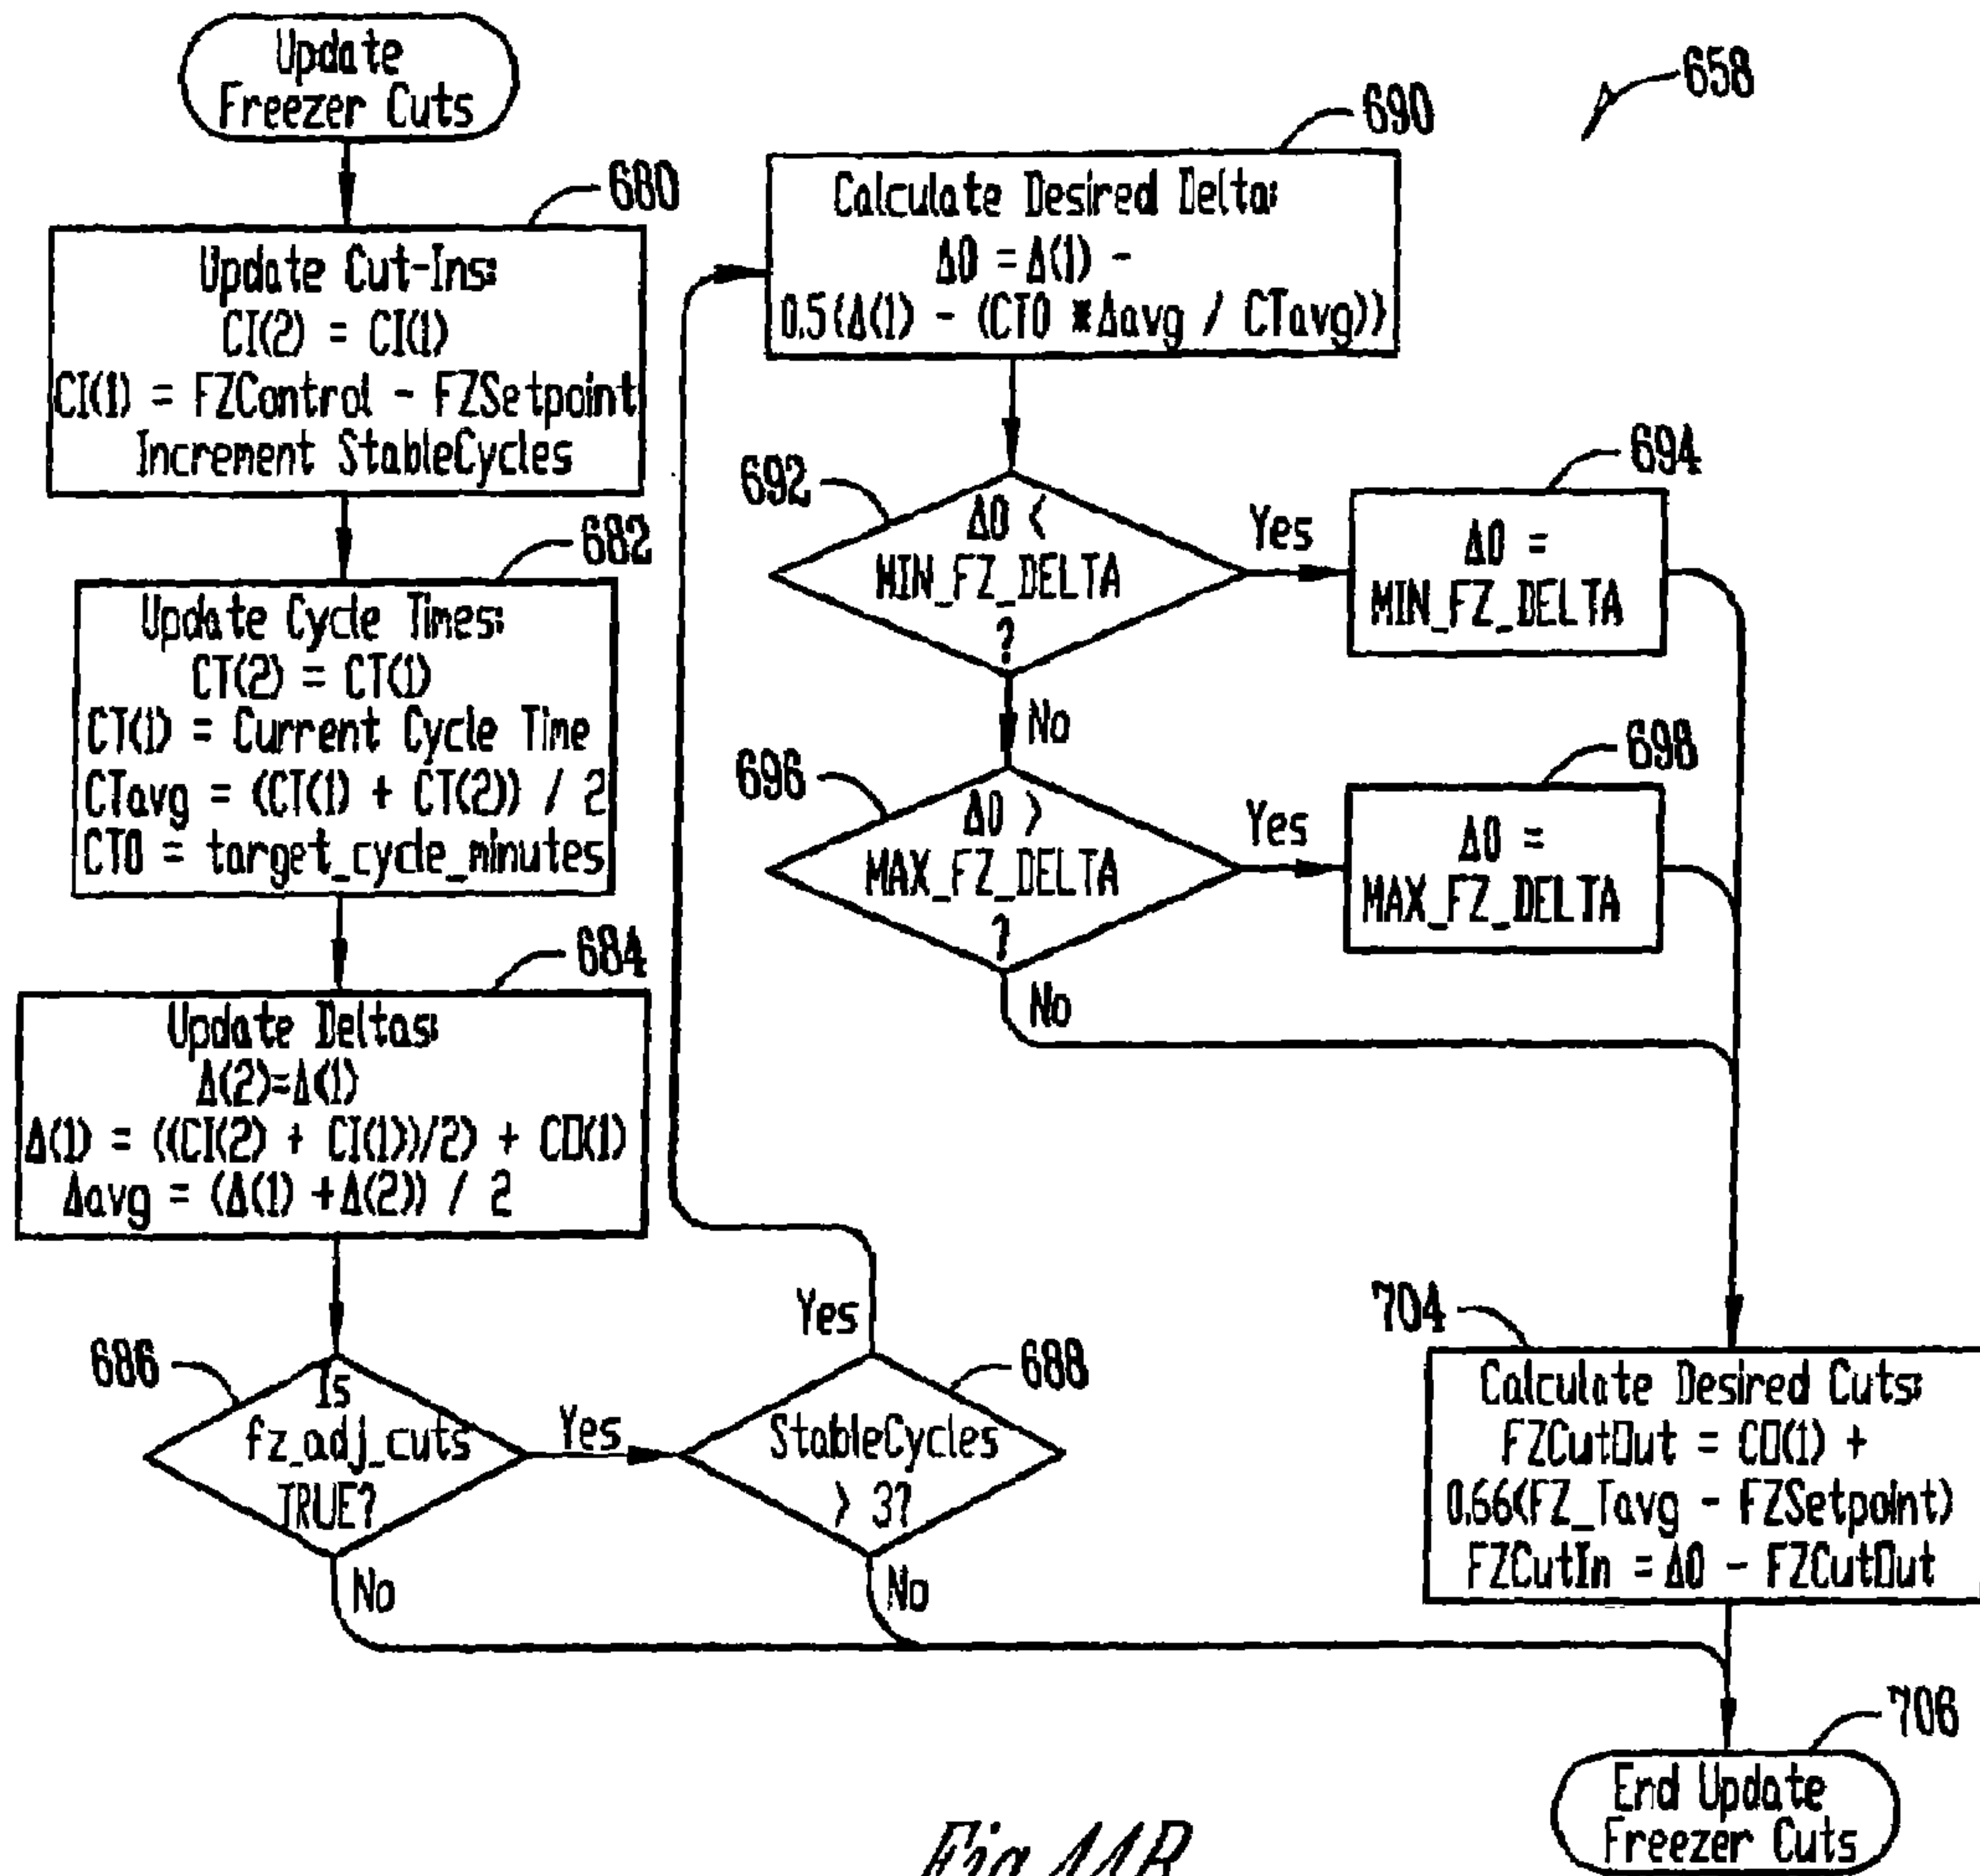 Update
Freezer Cuts
680
Update Cut-Ins:
CI(2) = CI(1)
CI(1) = FZControl - FZSetpoint
Increment StableCycles
682
Update Cycle Times:
CT(2) = CT(1)
CT(1) = Current Cycle Time
CTavg = (CT(1) + CT(2)) / 2
CT0 = target_cycle_minutes
684
Update Deltas:
Δ(2)=Δ(1)
Δ(1) = ((CI(2) + CI(1))/2) + CO(1)
Δavg = (Δ(1) +Δ(2)) / 2
686
Is
fz_adj_cuts
TRUE?
Yes
No
688
StableCycles
> 3?
Yes
No
658
690
Calculate Desired Delta:
Δ0 = Δ(1) -
0.5(Δ(1) - (CT0 *Δavg / CTavg))
692
Δ0 <
MIN_FZ_DELTA
?
Yes
No
694
Δ0 =
MIN_FZ_DELTA
696
Δ0 >
MAX_FZ_DELTA
?
Yes
No
698
Δ0 =
MAX_FZ_DELTA
704
Calculate Desired Cuts:
FZCutOut = CO(1) +
0.66(FZ_Tavg - FZSetpoint)
FZCutIn = Δ0 - FZCutOut
706
End Update
Freezer Cuts